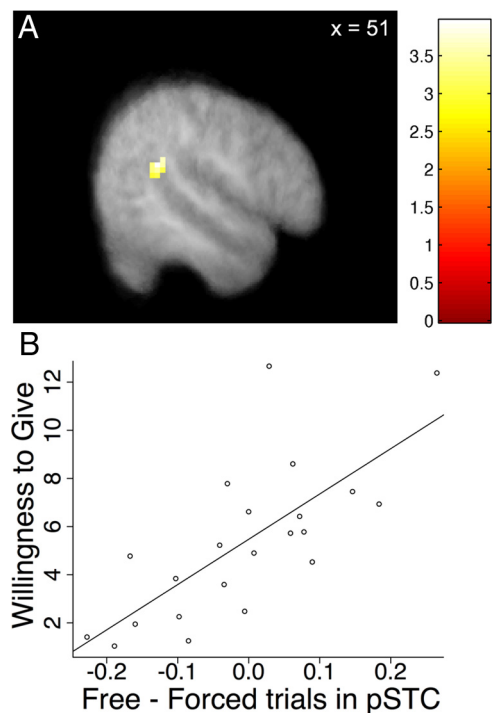 A
x = 51
3.5
3
2.5
2
1.5
1
0.5
0
B
Willingness to Give
12
10
8
6
4
2
-0.2 -0.1 0.0 0.1 0.2
Free - Forced trials in pSTC